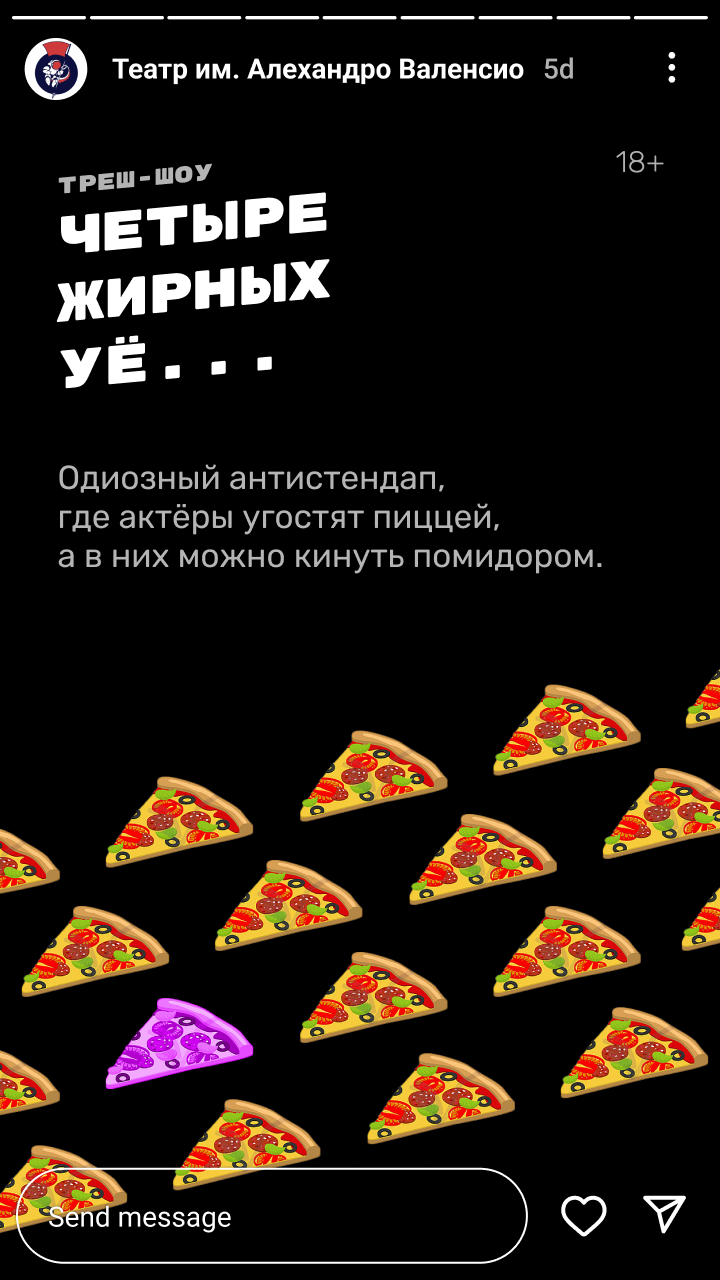 Театр им. Алехандро Валенсио 5d
18+
ТРЕШ-ШОУ
ЧЕТЫРЕ
ЖИРНЫХ
УЁ...
Одиозный антистендап,
где актёры угостят пиццей,
а в них можно кинуть помидором.
Send message